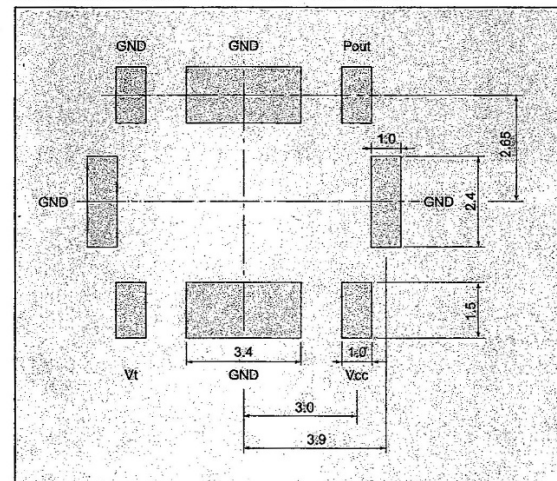 GND GND Pout
1.0
2.65
GND GND
2.4
1.5
3.4 1.0
Vt GND Vcc
3.0
3.9